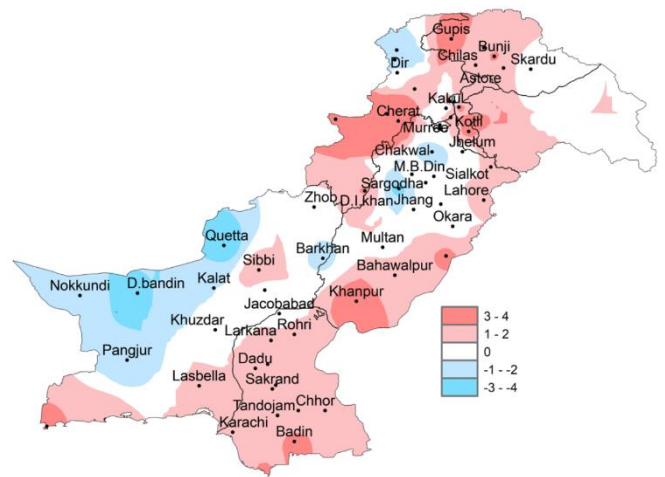 Gupis
Bunji
Dir
Chilas
Skardu
Astore
Cherat
Kakul
Murree
Kotli
Chakwal
Jhelum
M.B.Din
Sialkot
Sargodha
Zhob
D.I.khan
Jhang
Lahore
Okara
Quetta
Multan
Barkhan
Sibbi
Bahawalpur
Nokkundi
D.bandin
Kalat
Khanpur
Jacobabad
Khuzdar
Larkana
Rohri
Pangjur
Dadu
Lasbella
Sakrand
Tandojam
Chhor
Karachi
Badin
3 - 4
1 - 2
0
-1 - -2
-3 - -4